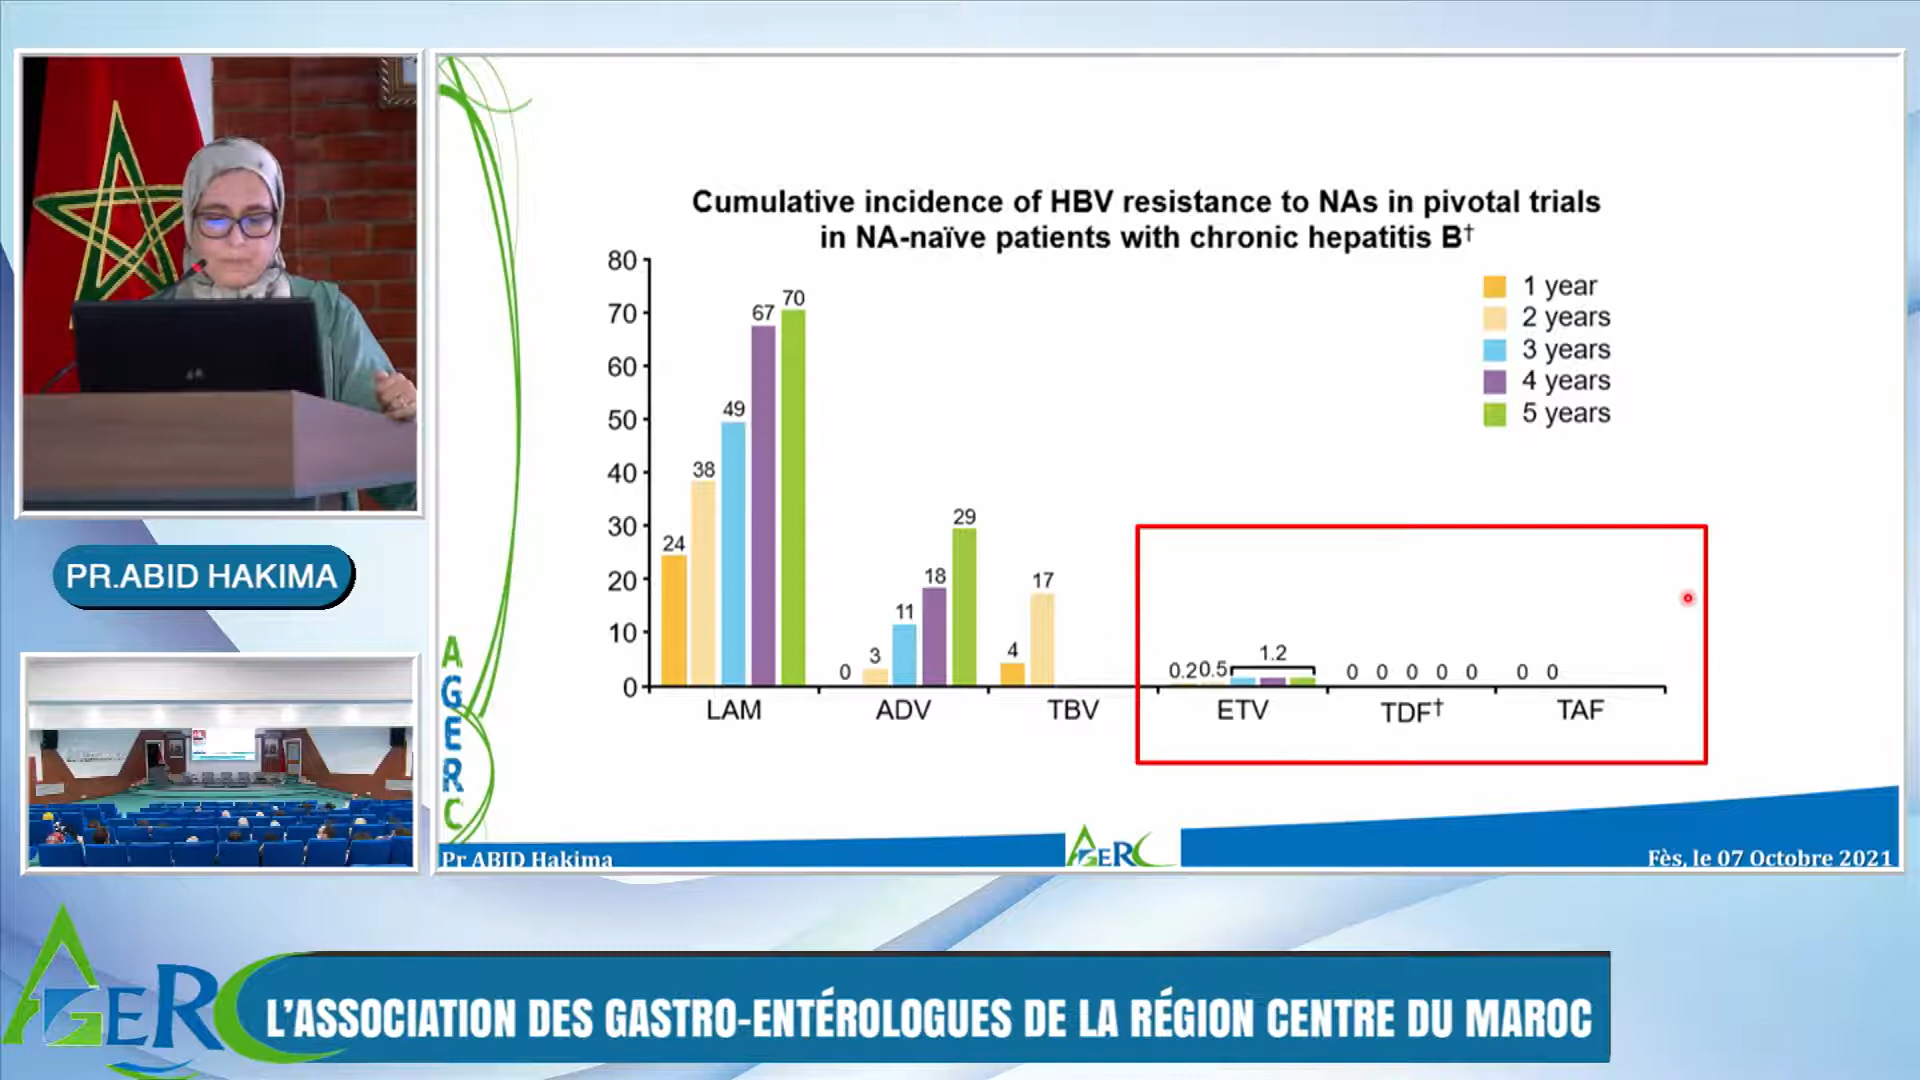 Cumulative incidence of HBV resistance to NAs in pivotal trials
in NA-naïve patients with chronic hepatitis B†
80
70
60
50
40
30
20
10
0
24
38
49
67
70
0
3
11
18
29
4
17
0.2
0.5
1.2
0 0 0 0 0
0 0
LAM
ADV
TBV
ETV
TDF†
TAF
1 year
2 years
3 years
4 years
5 years
PR.ABID HAKIMA
AGERC
Pr ABID Hakima
AGERC
Fès, le 07 Octobre 2021
AGERC
L'ASSOCIATION DES GASTRO-ENTÉROLOGUES DE LA RÉGION CENTRE DU MAROC